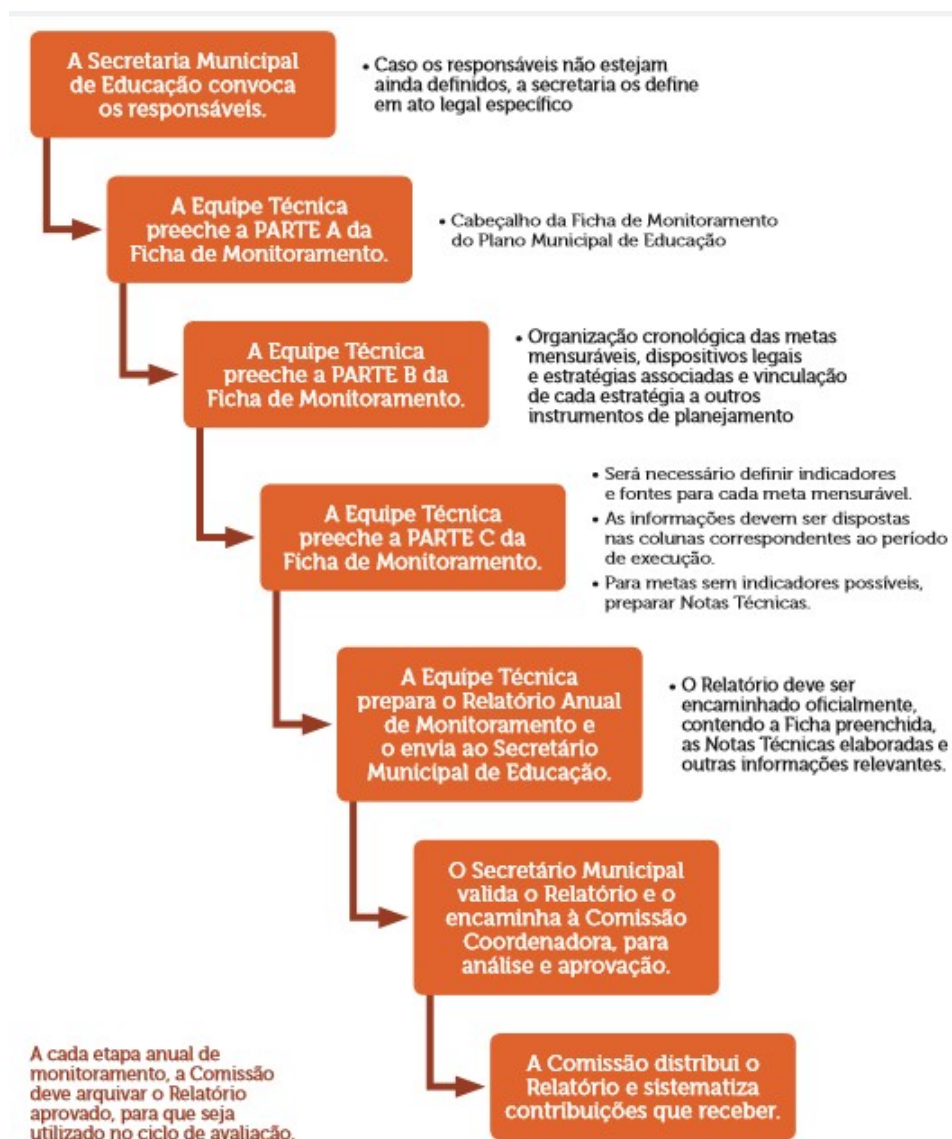 A Secretaria Municipal
de Educação convoca
os responsáveis.
• Caso os responsáveis não estejam
ainda definidos, a secretaria os define
em ato legal específico
A Equipe Técnica
preeche a PARTE A da
Ficha de Monitoramento.
• Cabeçalho da Ficha de Monitoramento
do Plano Municipal de Educação
A Equipe Técnica
preeche a PARTE B da
Ficha de Monitoramento.
• Organização cronológica das metas
mensuráveis, dispositivos legais
e estratégias associadas e vinculação
de cada estratégia a outros
instrumentos de planejamento
A Equipe Técnica
preeche a PARTE C da
Ficha de Monitoramento.
• Será necessário definir indicadores
e fontes para cada meta mensurável.
• As informações devem ser dispostas
nas colunas correspondentes ao período
de execução.
• Para metas sem indicadores possíveis,
preparar Notas Técnicas.
A Equipe Técnica
prepara o Relatório Anual
de Monitoramento e
o envia ao Secretário
Municipal de Educação.
• O Relatório deve ser
encaminhado oficialmente,
contendo a Ficha preenchida,
as Notas Técnicas elaboradas e
outras informações relevantes.
O Secretário Municipal
valida o Relatório e o
encaminha à Comissão
Coordenadora, para
análise e aprovação.
A Comissão distribui o
Relatório e sistematiza
contribuições que receber.
A cada etapa anual de
monitoramento, a Comissão
deve arquivar o Relatório
aprovado, para que seja
utilizado no ciclo de avaliação.